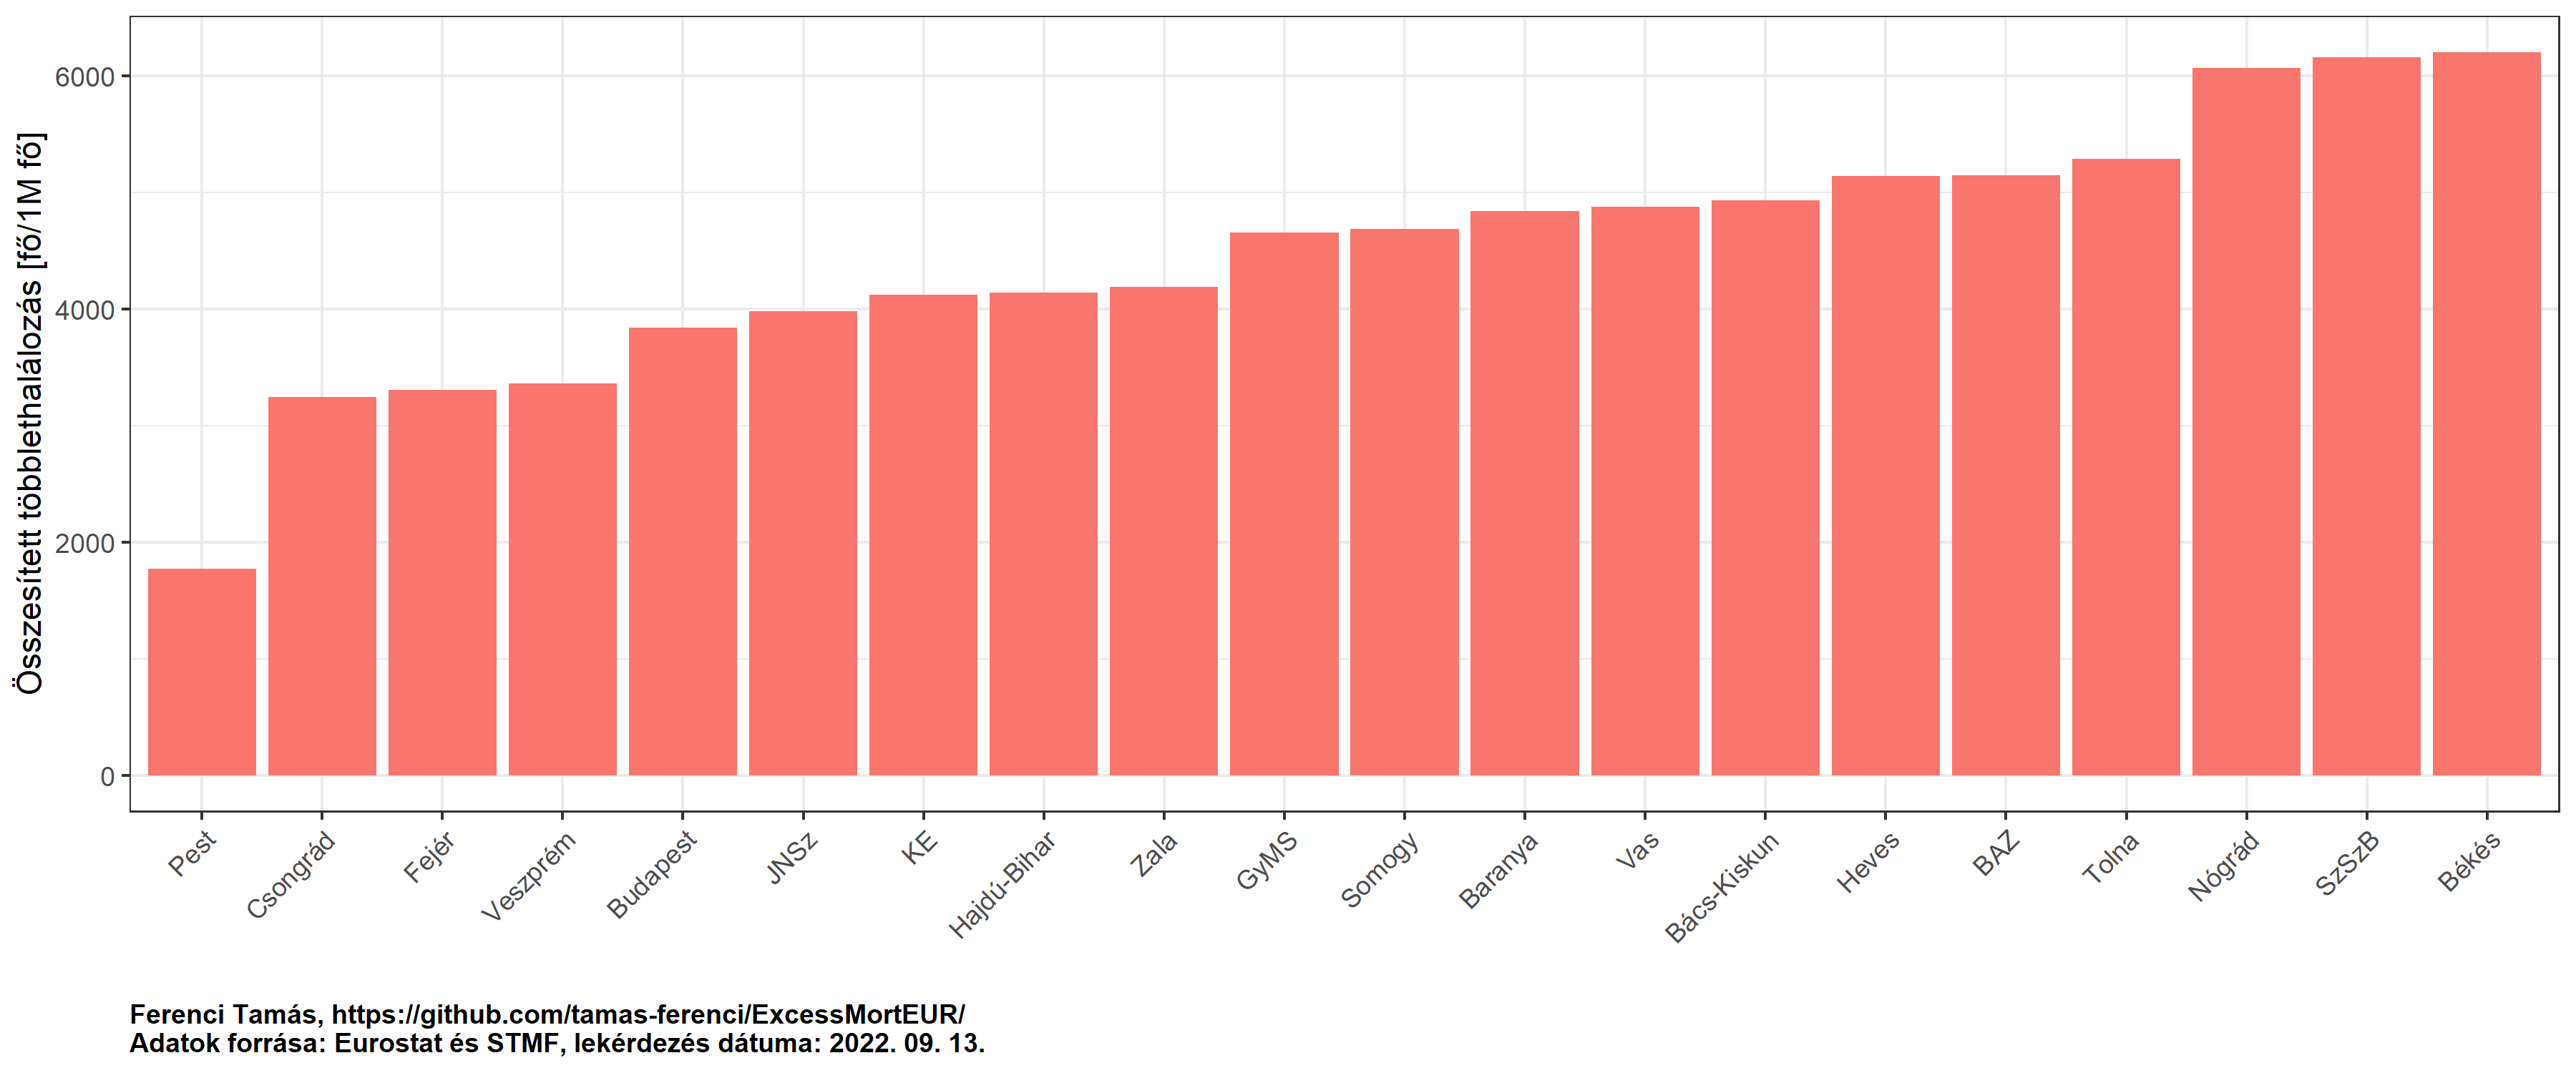 Összesített többlethalálozás [fő/1M fő]
6000
4000
2000
0
Pest
Csongrád
Fejér
Veszprém
Budapest
JNSz
KE
Hajdú-Bihar
Zala
GyMS
Somogy
Baranya
Vas
Bács-Kiskun
Heves
BAZ
Tolna
Nógrád
SzSzB
Békés
Ferenci Tamás, https://github.com/tamas-ferenci/ExcessMortEUR/
Adatok forrása: Eurostat és STMF, lekérdezés dátuma: 2022. 09. 13.